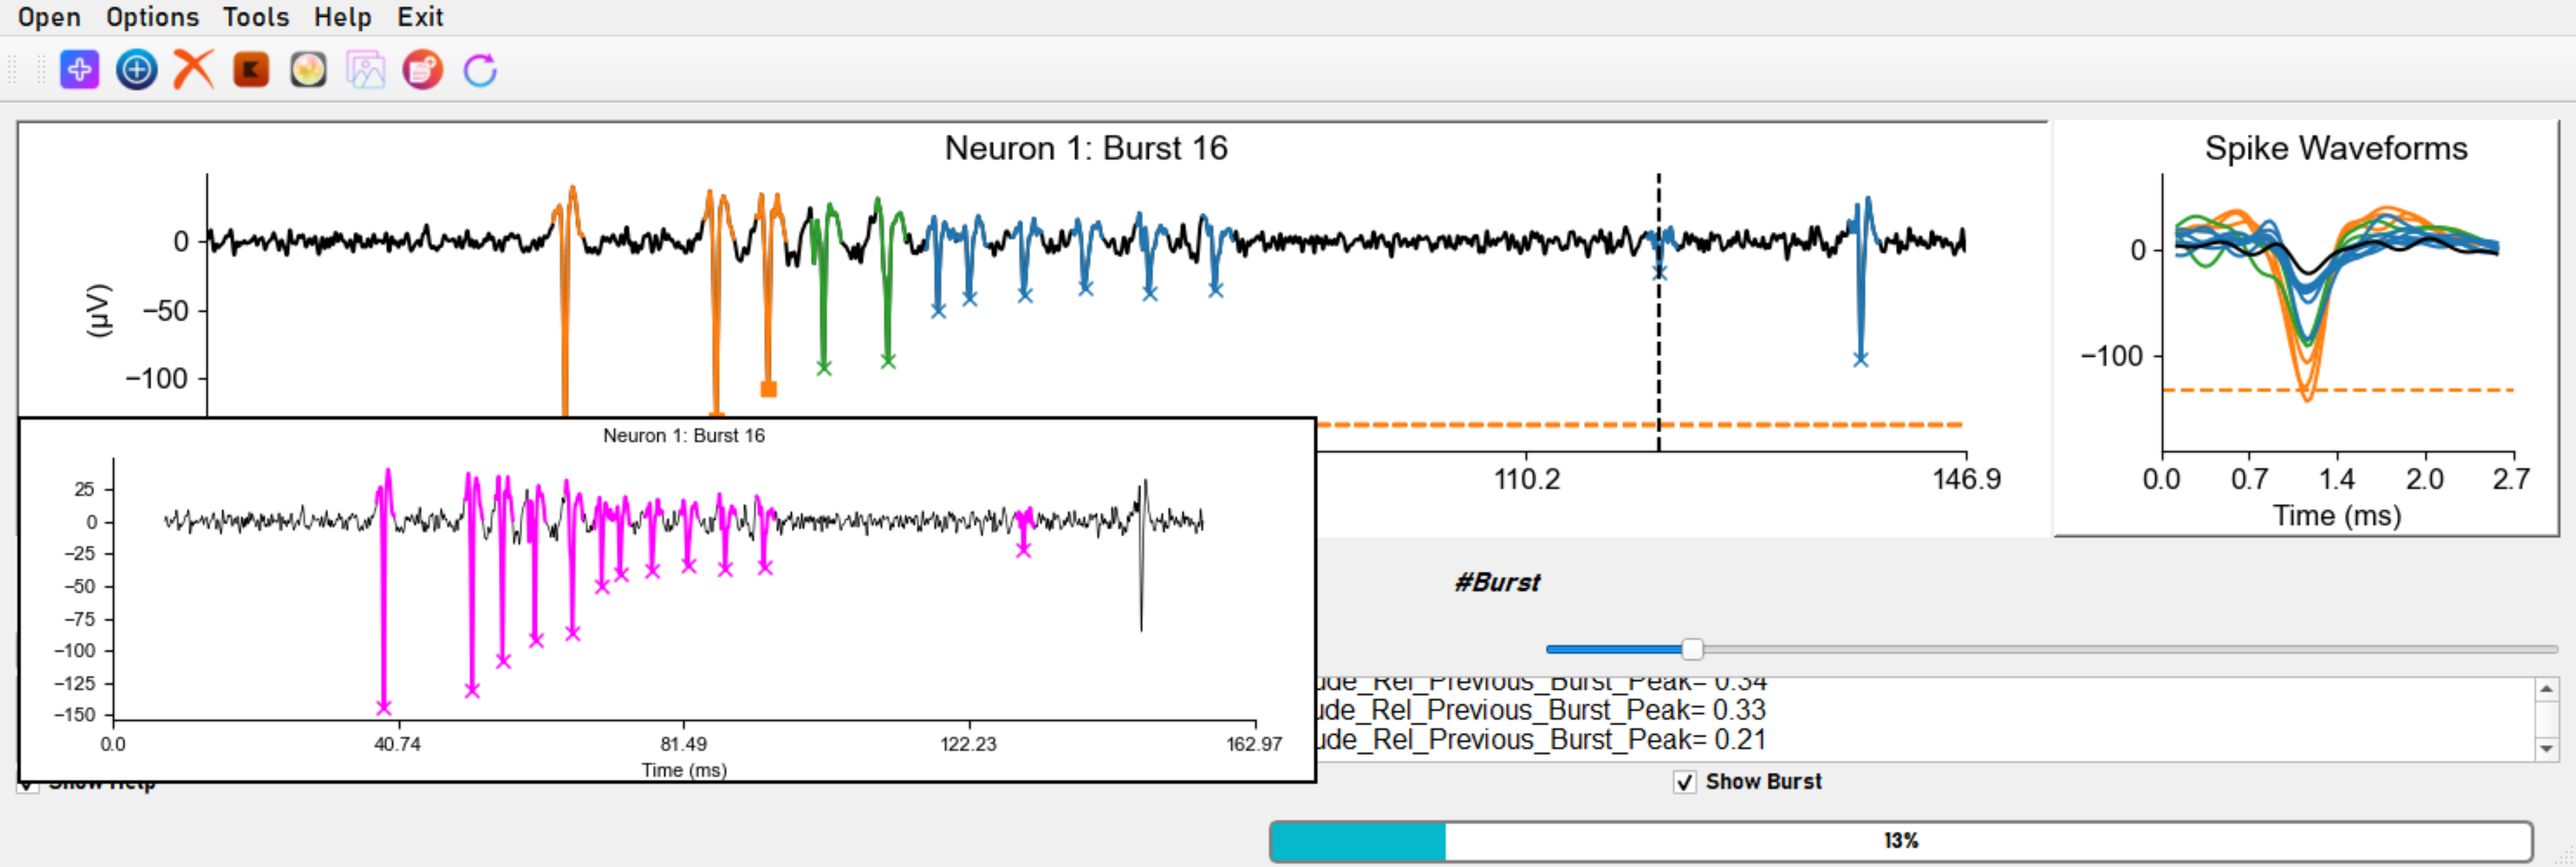 Open Options Tools Help Exit
Neuron 1: Burst 16
0
−50
−100
(µV)
110.2 146.9
Spike Waveforms
0
−100
0.0 0.7 1.4 2.0 2.7
Time (ms)
Neuron 1: Burst 16
25
0
−25
−50
−75
−100
−125
−150
0.0 40.74 81.49 122.23 162.97
Time (ms)
#Burst
ude_Rel_Previous_Burst_Peak= 0.34
ude_Rel_Previous_Burst_Peak= 0.33
ude_Rel_Previous_Burst_Peak= 0.21
Show Help
Show Burst
13%